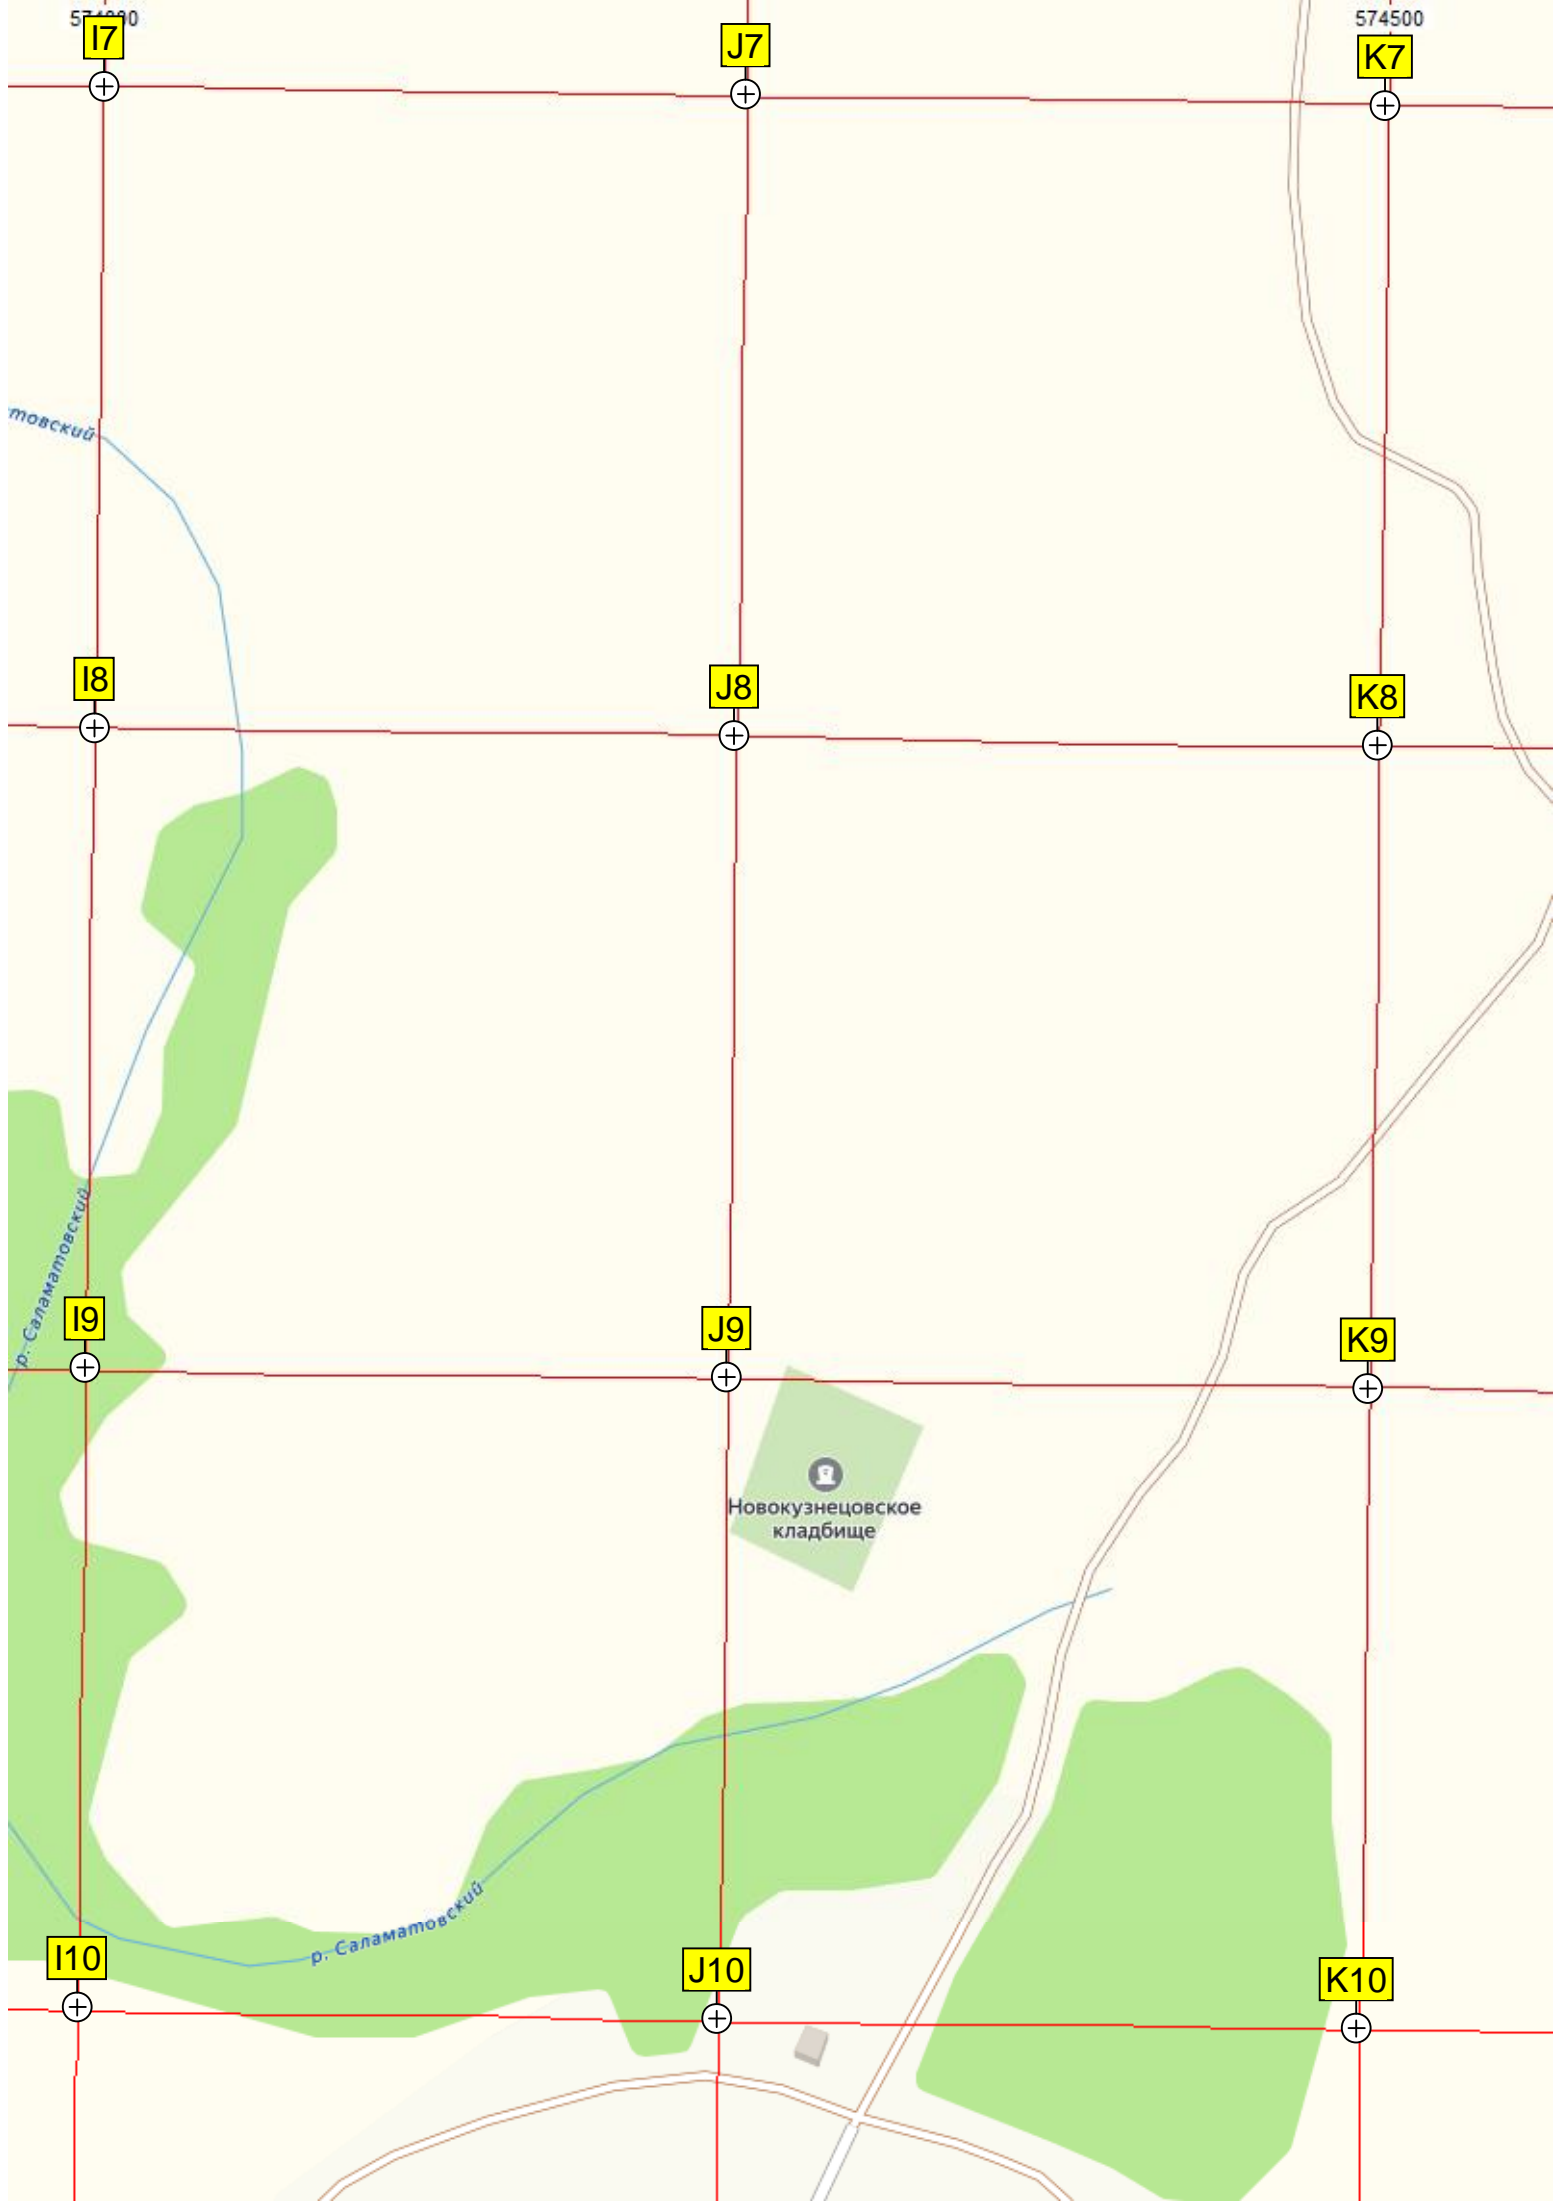 574500
I7
J7
K7
товский
I8
J8
K8
р. Саламатовский
I9
J9
K9
Новокузнецовское
кладбище
р. Саламатовский
I10
J10
K10